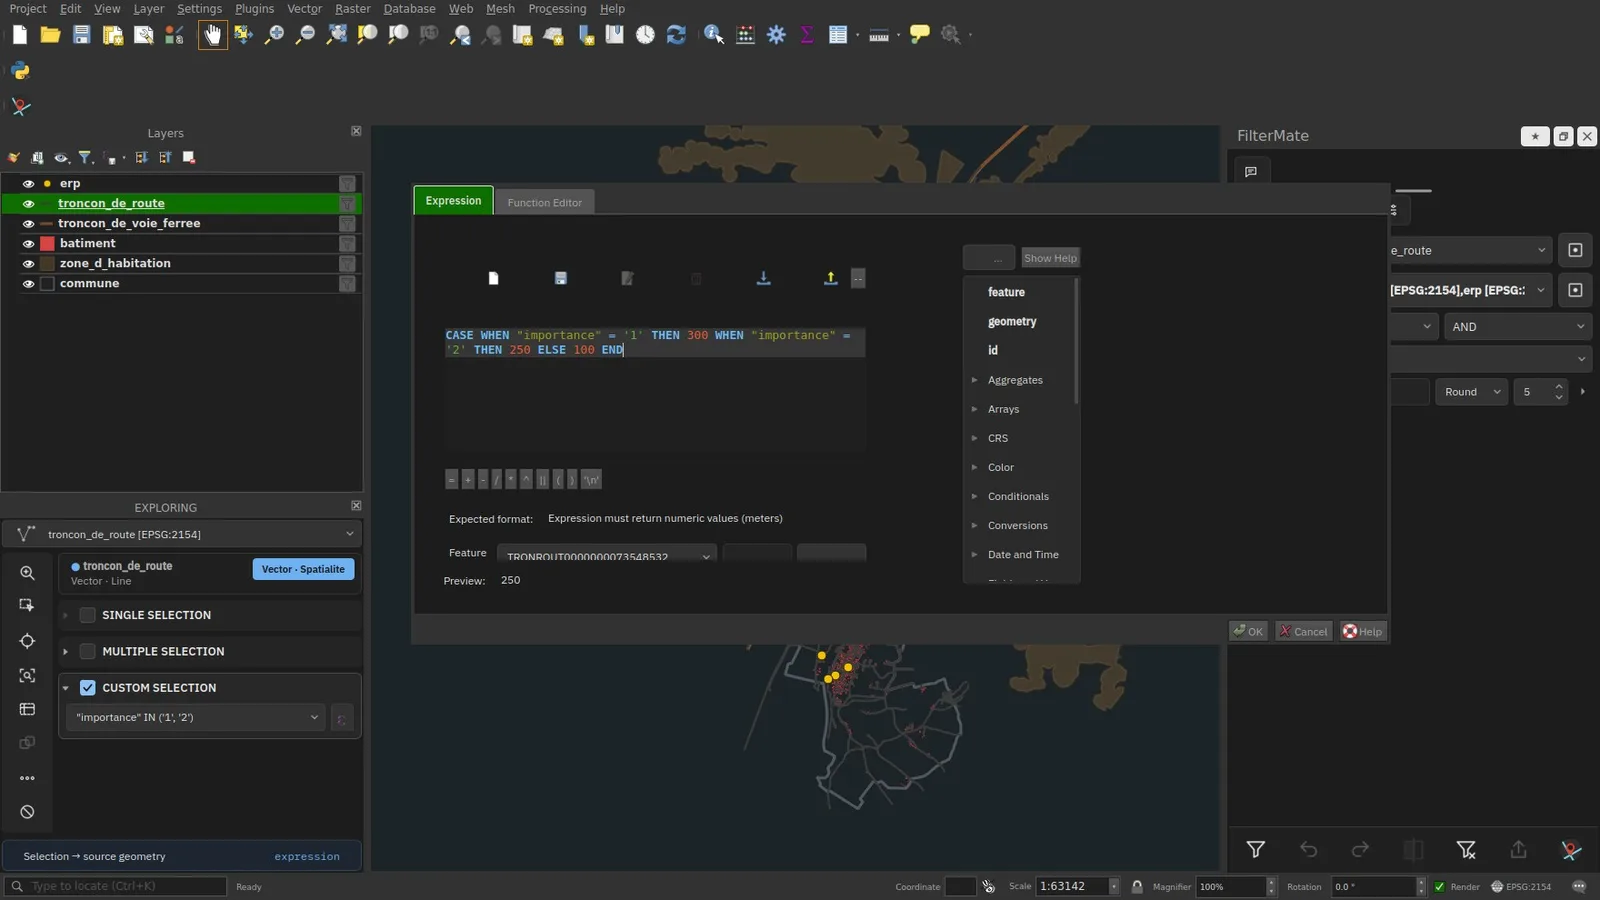 Project Edit View Layer Settings Plugins Vector Raster Database Web Mesh Processing Help
Layers
erp
troncon_de_route
troncon_de_voie_ferree
batiment
zone_d_habitation
commune
EXPLORING
troncon_de_route [EPSG:2154]
troncon_de_route
Vector · Line
Vector · Spatialite
SINGLE SELECTION
MULTIPLE SELECTION
CUSTOM SELECTION
"importance" IN ('1', '2')
Selection → source geometry
expression
Expression
Function Editor
CASE WHEN "importance" = '1' THEN 300 WHEN "importance" =
'2' THEN 250 ELSE 100 END
= + - / * ^ || ( ) '\n'
Expected format: Expression must return numeric values (meters)
Feature
TRONROUT0000000073548532
Preview: 250
...
Show Help
feature
geometry
id
Aggregates
Arrays
CRS
Color
Conditionals
Conversions
Date and Time
OK
Cancel
Help
FilterMate
e_route
[EPSG:2154],erp [EPSG::
AND
Round
5
Type to locate (Ctrl+K)
Ready
Coordinate
Scale
1:63142
Magnifier
100%
Rotation
0.0 °
Render
EPSG:2154